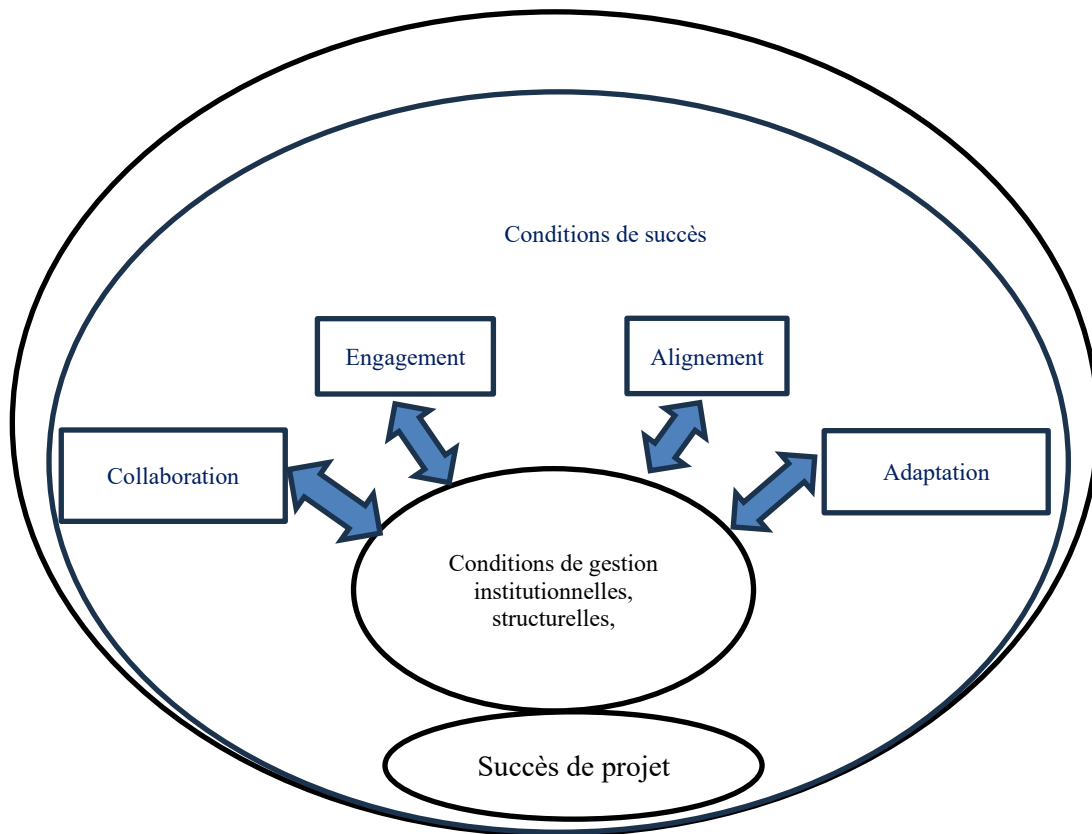 Conditions de succès
Engagement
Alignement
Collaboration
Adaptation
Conditions de gestion
institutionnelles,
structurelles,
Succès de projet